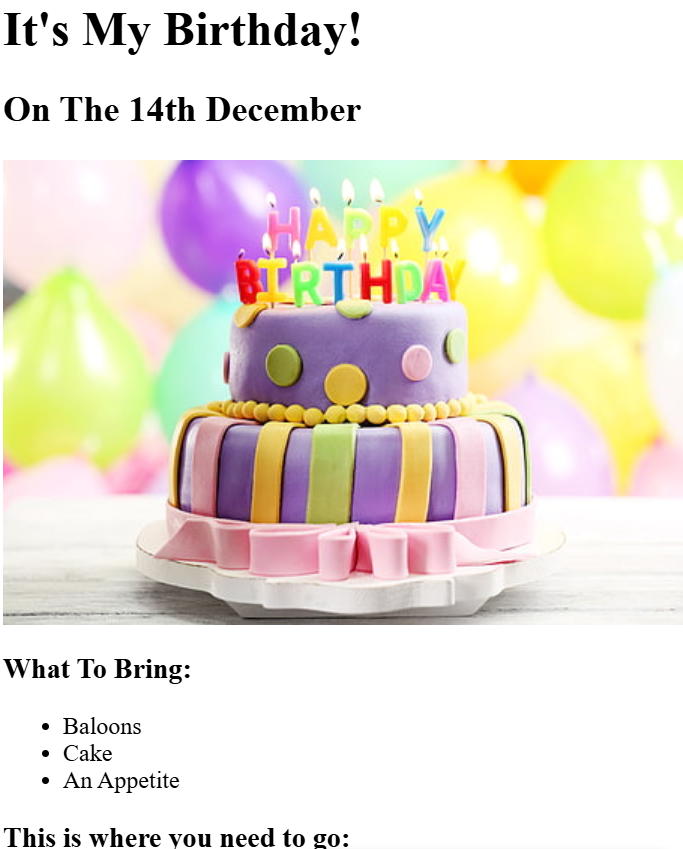 It's My Birthday!
On The 14th December
HAPPY
BIRTHDAY
What To Bring:
Baloons
Cake
An Appetite
This is where you need to go: